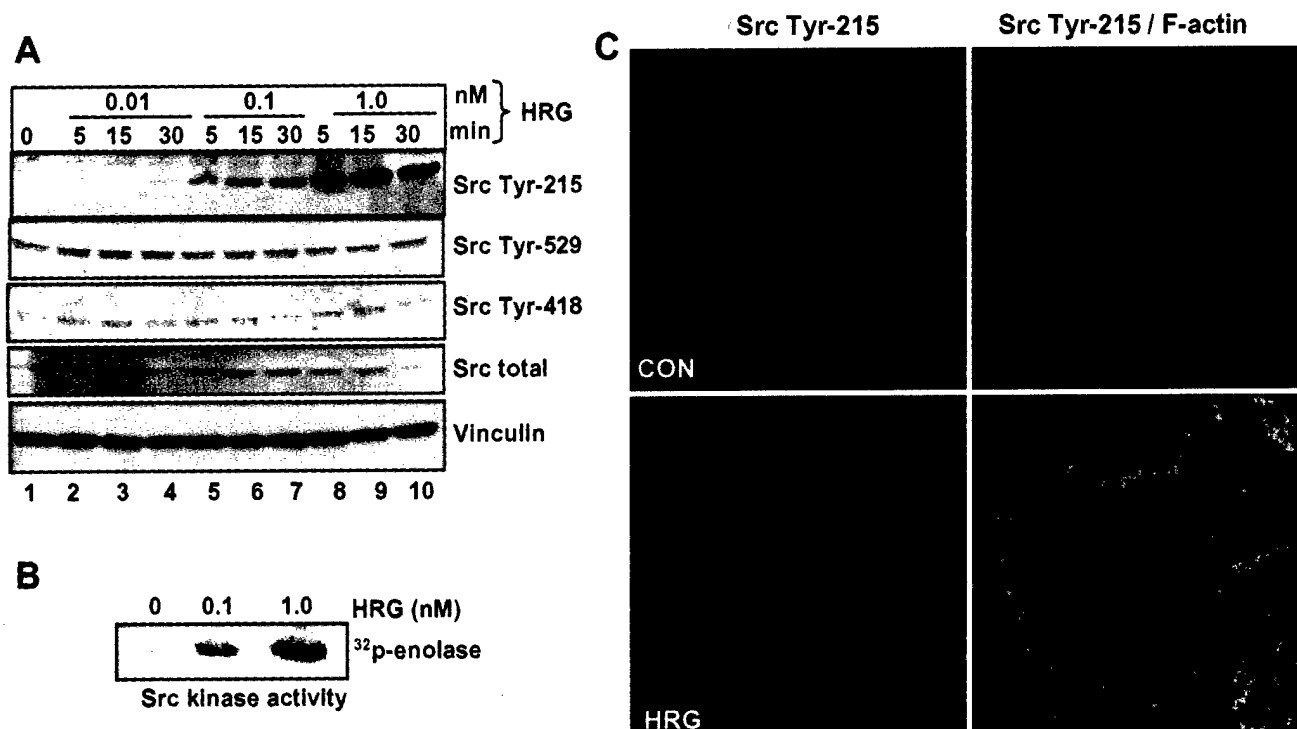 A
0.01 0.1 1.0 nM
0 5 15 30 5 15 30 5 15 30 min
HRG
Src Tyr-215
Src Tyr-529
Src Tyr-418
Src total
Vinculin
1 2 3 4 5 6 7 8 9 10
B
0 0.1 1.0 HRG (nM)
³²p-enolase
Src kinase activity
C
Src Tyr-215 Src Tyr-215 / F-actin
CON
HRG